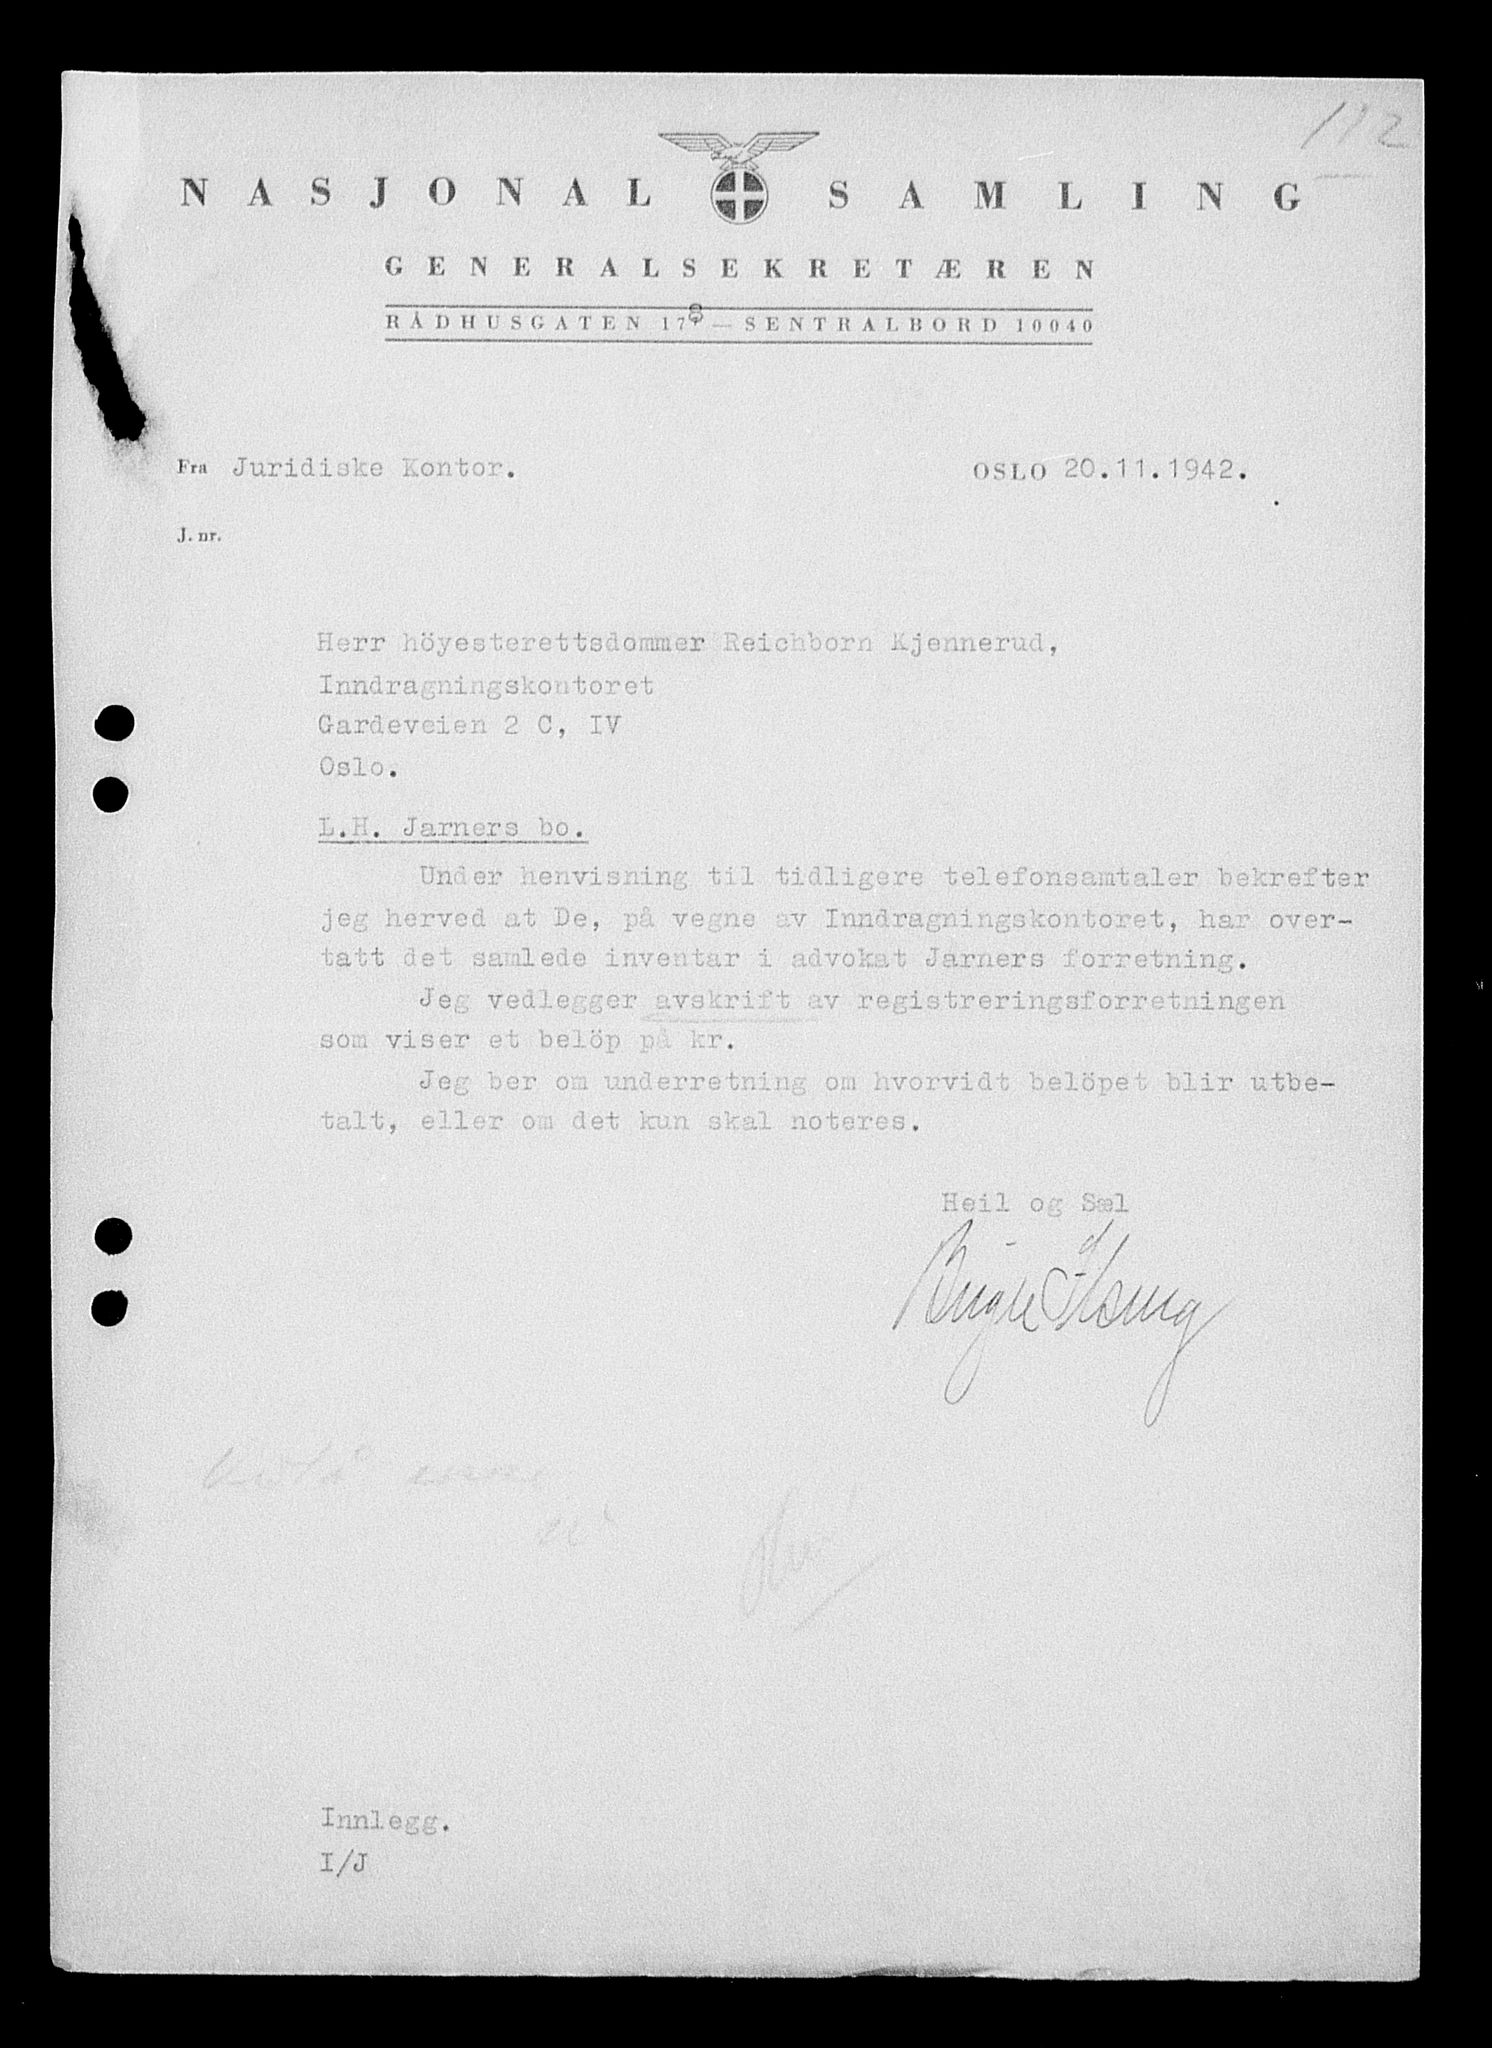 112
NASJONAL SAMLING
GENERALSEKRETÆREN
RÅDHUSGATEN 178 — SENTRALBORD 10040
Fra Juridiske Kontor.
OSLO 20.11.1942.
J. nr.
Herr höyesterettsdommer Reichborn Kjennerud,
Inndragningskontoret
Gardeveien 2 C, IV
Oslo.
L.H. Jarners bo.
Under henvisning til tidligere telefonsamtaler bekrefter
jeg herved at De, på vegne av Inndragningskontoret, har over-
tatt det samlede inventar i advokat Jarners forretning.
Jeg vedlegger avskrift av registreringsforretningen
som viser et belöp på kr.
Jeg ber om underretning om hvorvidt belöpet blir utbe-
talt, eller om det kun skal noteres.
Heil og Sæl
Innlegg.
I/J